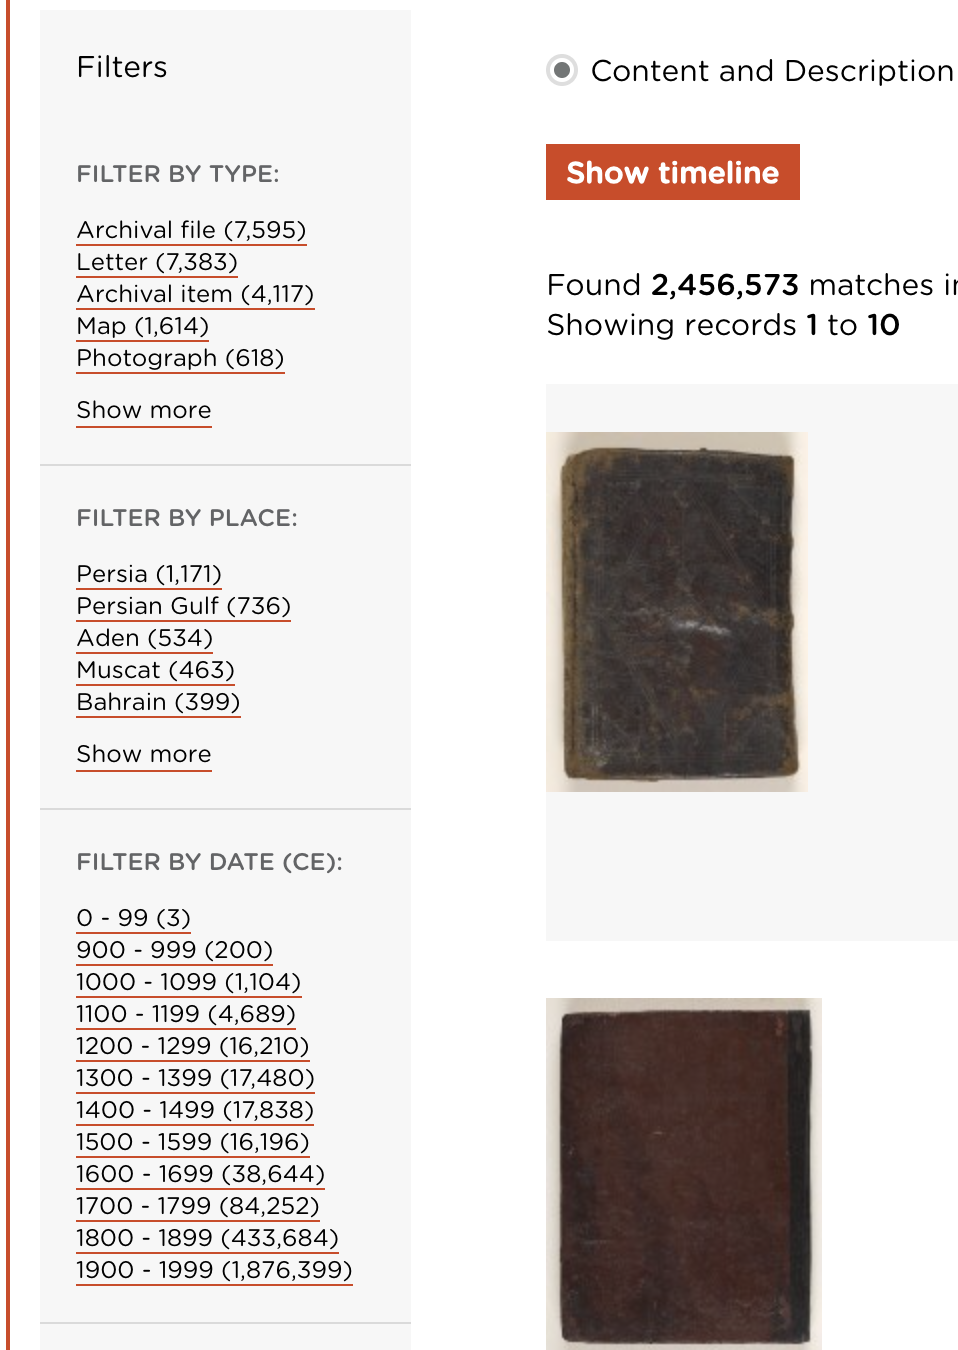 Filters
FILTER BY TYPE:
Archival file (7,595)
Letter (7,383)
Archival item (4,117)
Map (1,614)
Photograph (618)
Show more
FILTER BY PLACE:
Persia (1,171)
Persian Gulf (736)
Aden (534)
Muscat (463)
Bahrain (399)
Show more
FILTER BY DATE (CE):
0 - 99 (3)
900 - 999 (200)
1000 - 1099 (1,104)
1100 - 1199 (4,689)
1200 - 1299 (16,210)
1300 - 1399 (17,480)
1400 - 1499 (17,838)
1500 - 1599 (16,196)
1600 - 1699 (38,644)
1700 - 1799 (84,252)
1800 - 1899 (433,684)
1900 - 1999 (1,876,399)
Content and Description
Show timeline
Found 2,456,573 matches
Showing records 1 to 10